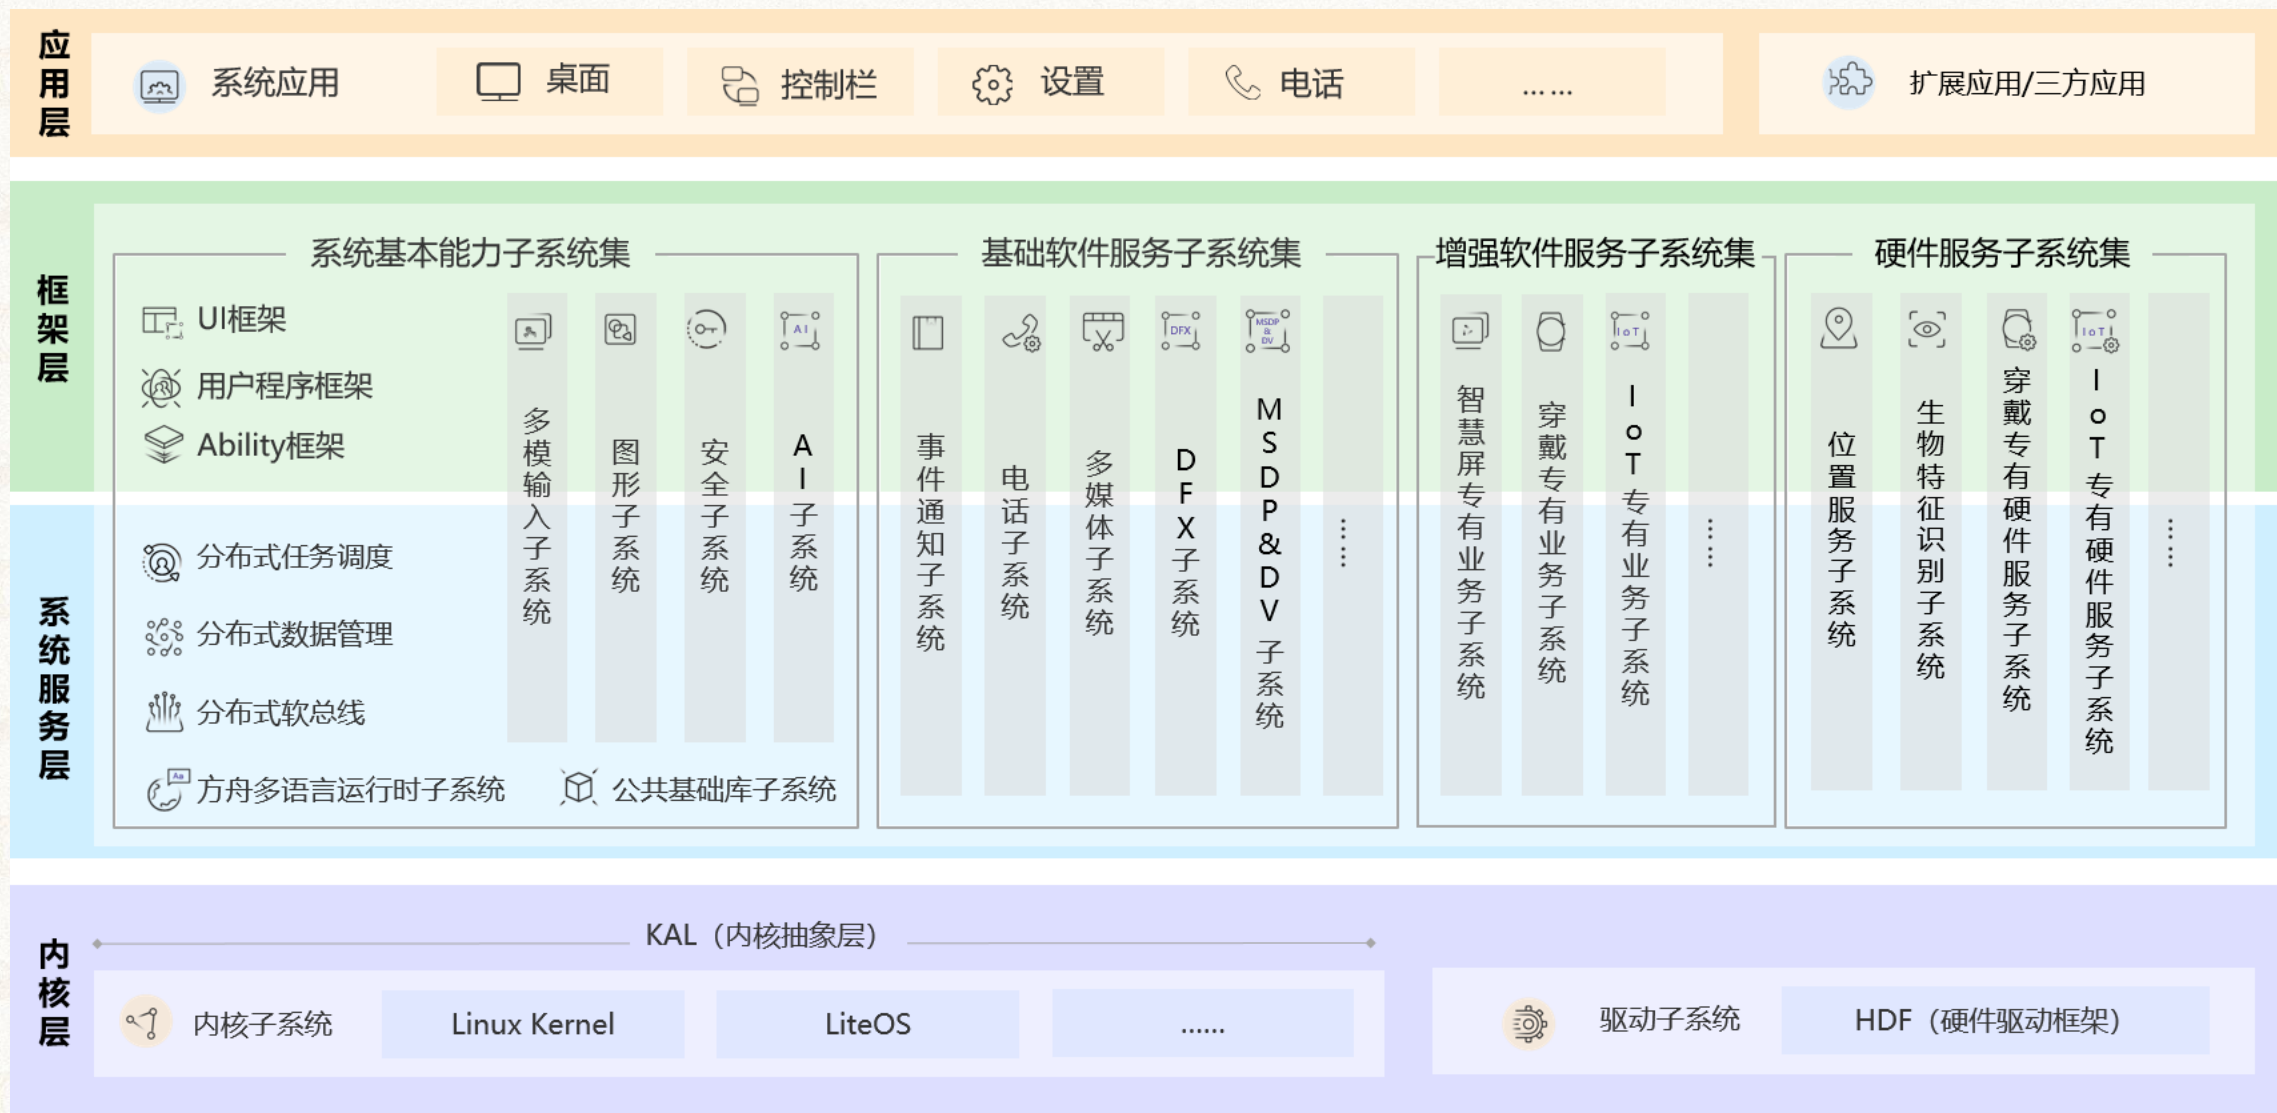 应用层
系统应用
桌面
控制栏
设置
电话
……
扩展应用/三方应用
框架层
系统服务层
系统基本能力子系统集
UI框架
用户程序框架
Ability框架
分布式任务调度
分布式数据管理
分布式软总线
方舟多语言运行时子系统
公共基础库子系统
多模输入子系统
图形子系统
安全子系统
AI
AI子系统
基础软件服务子系统集
事件通知子系统
电话子系统
多媒体子系统
DFX
DFX子系统
MSDP
&
DV
MSDP&DV子系统
……
增强软件服务子系统集
智慧屏专有业务子系统
穿戴专有业务子系统
IoT
IoT专有业务子系统
……
硬件服务子系统集
位置服务子系统
生物特征识别子系统
穿戴专有硬件服务子系统
IoT
IoT专有硬件服务子系统
……
Aa
内核层
KAL（内核抽象层）
内核子系统
Linux Kernel
LiteOS
……
驱动子系统
HDF（硬件驱动框架）